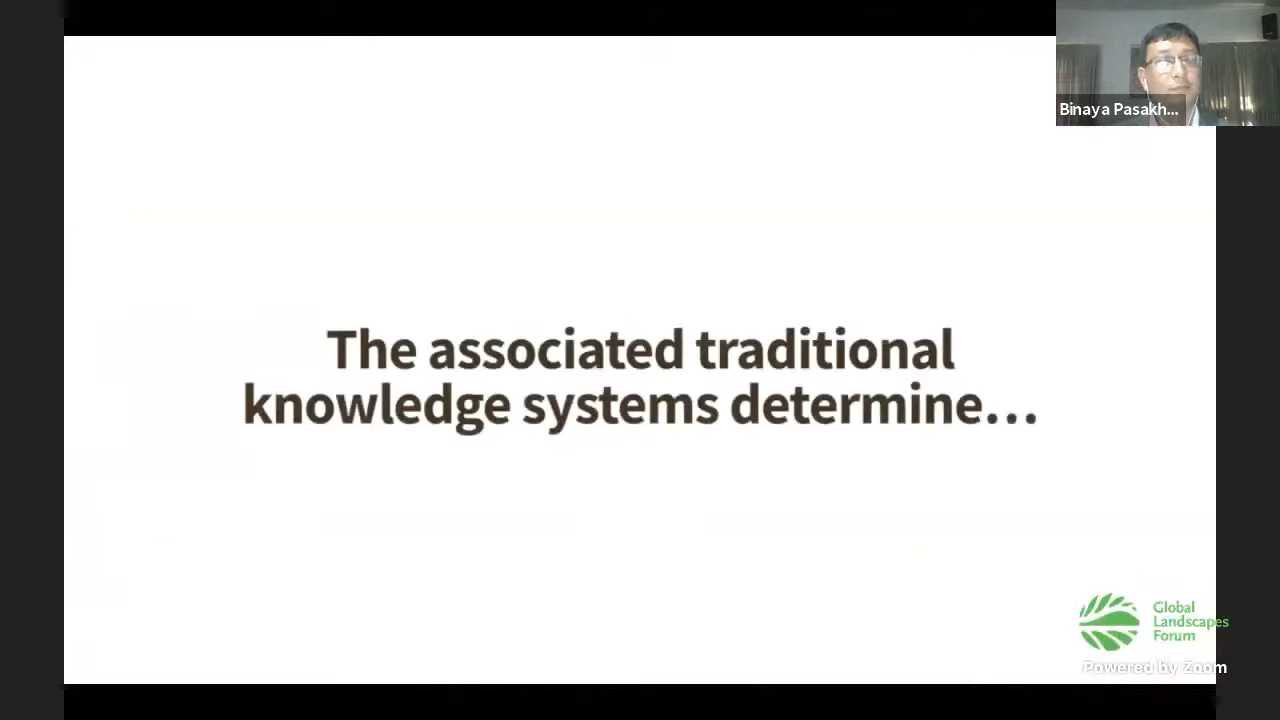 Binaya Pasakh...
The associated traditional
knowledge systems determine...
Global
Landscapes
Forum
Powered by Zoom